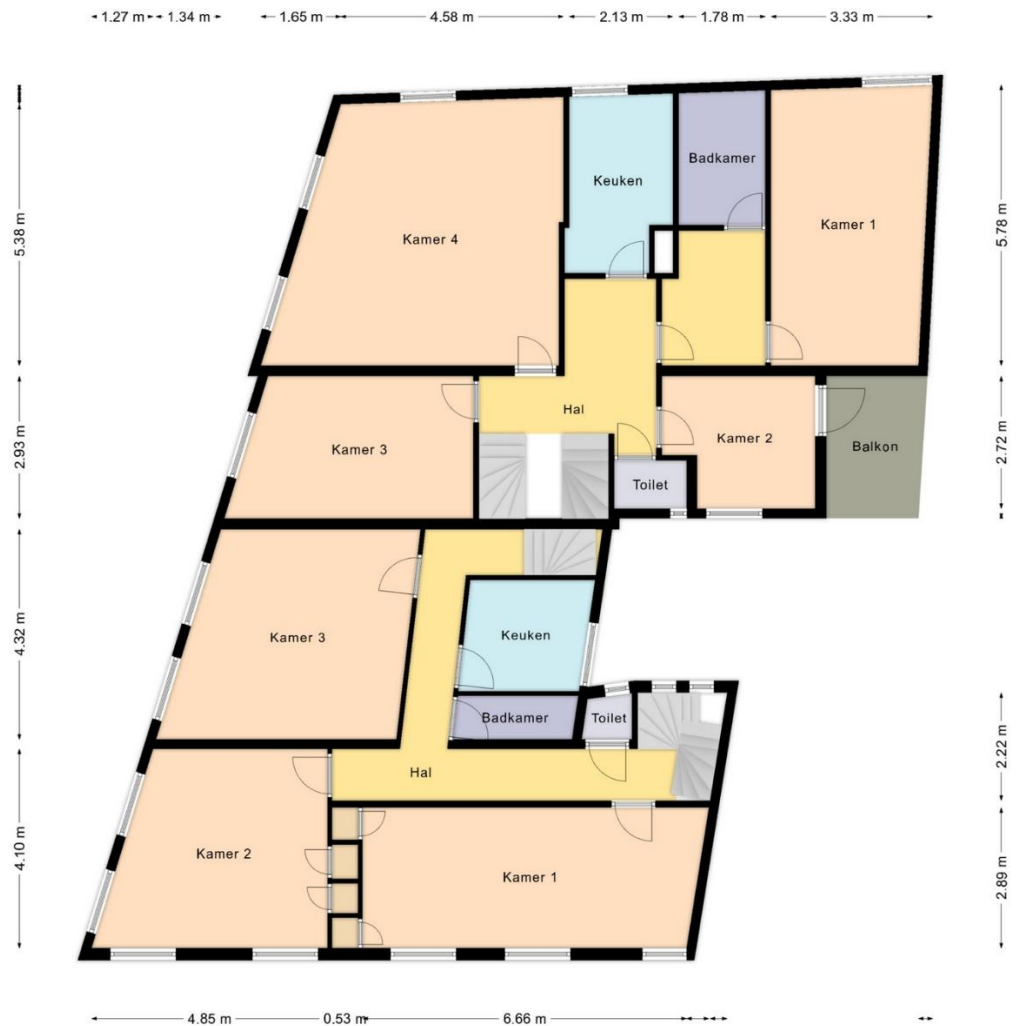 1.27 m 1.34 m 1.65 m 4.58 m 2.13 m 1.78 m 3.33 m
Badkamer
Keuken
Kamer 1
Kamer 4
5.38 m
5.78 m
Hal
Kamer 2
Balkon
Kamer 3
Toilet
2.93 m
2.72 m
Keuken
Kamer 3
4.32 m
Badkamer
Toilet
2.22 m
Hal
Kamer 2
Kamer 1
4.10 m
2.89 m
4.85 m 0.53 m 6.66 m